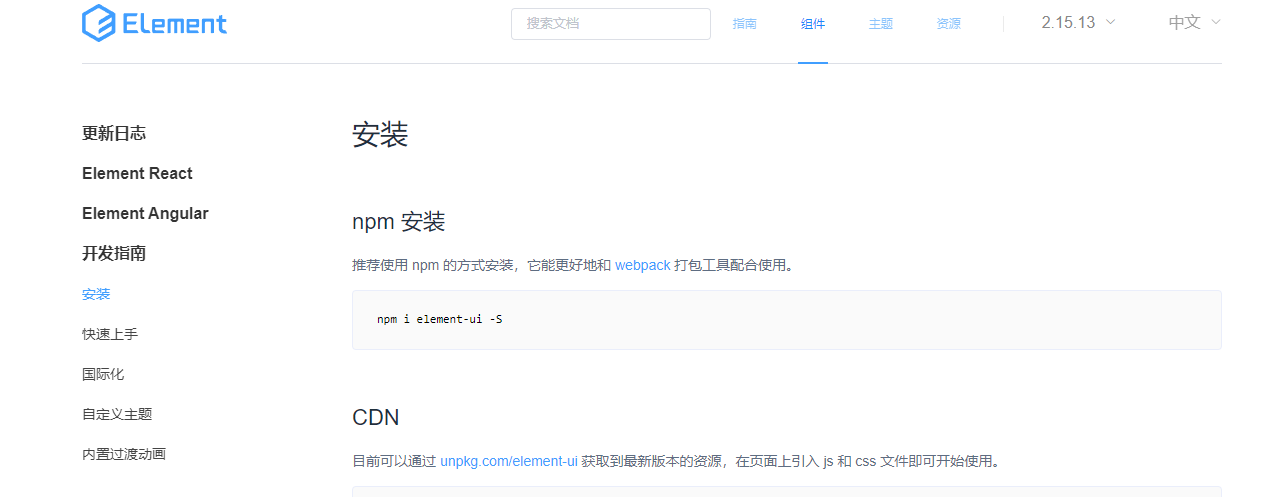 Element
搜索文档
指南
组件
主题
资源
2.15.13
中文
更新日志
Element React
Element Angular
开发指南
安装
快速上手
国际化
自定义主题
内置过渡动画
安装
npm 安装
推荐使用 npm 的方式安装，它能更好地和 webpack 打包工具配合使用。
npm i element-ui -S
CDN
目前可以通过 unpkg.com/element-ui 获取到最新版本的资源，在页面上引入 js 和 css 文件即可开始使用。